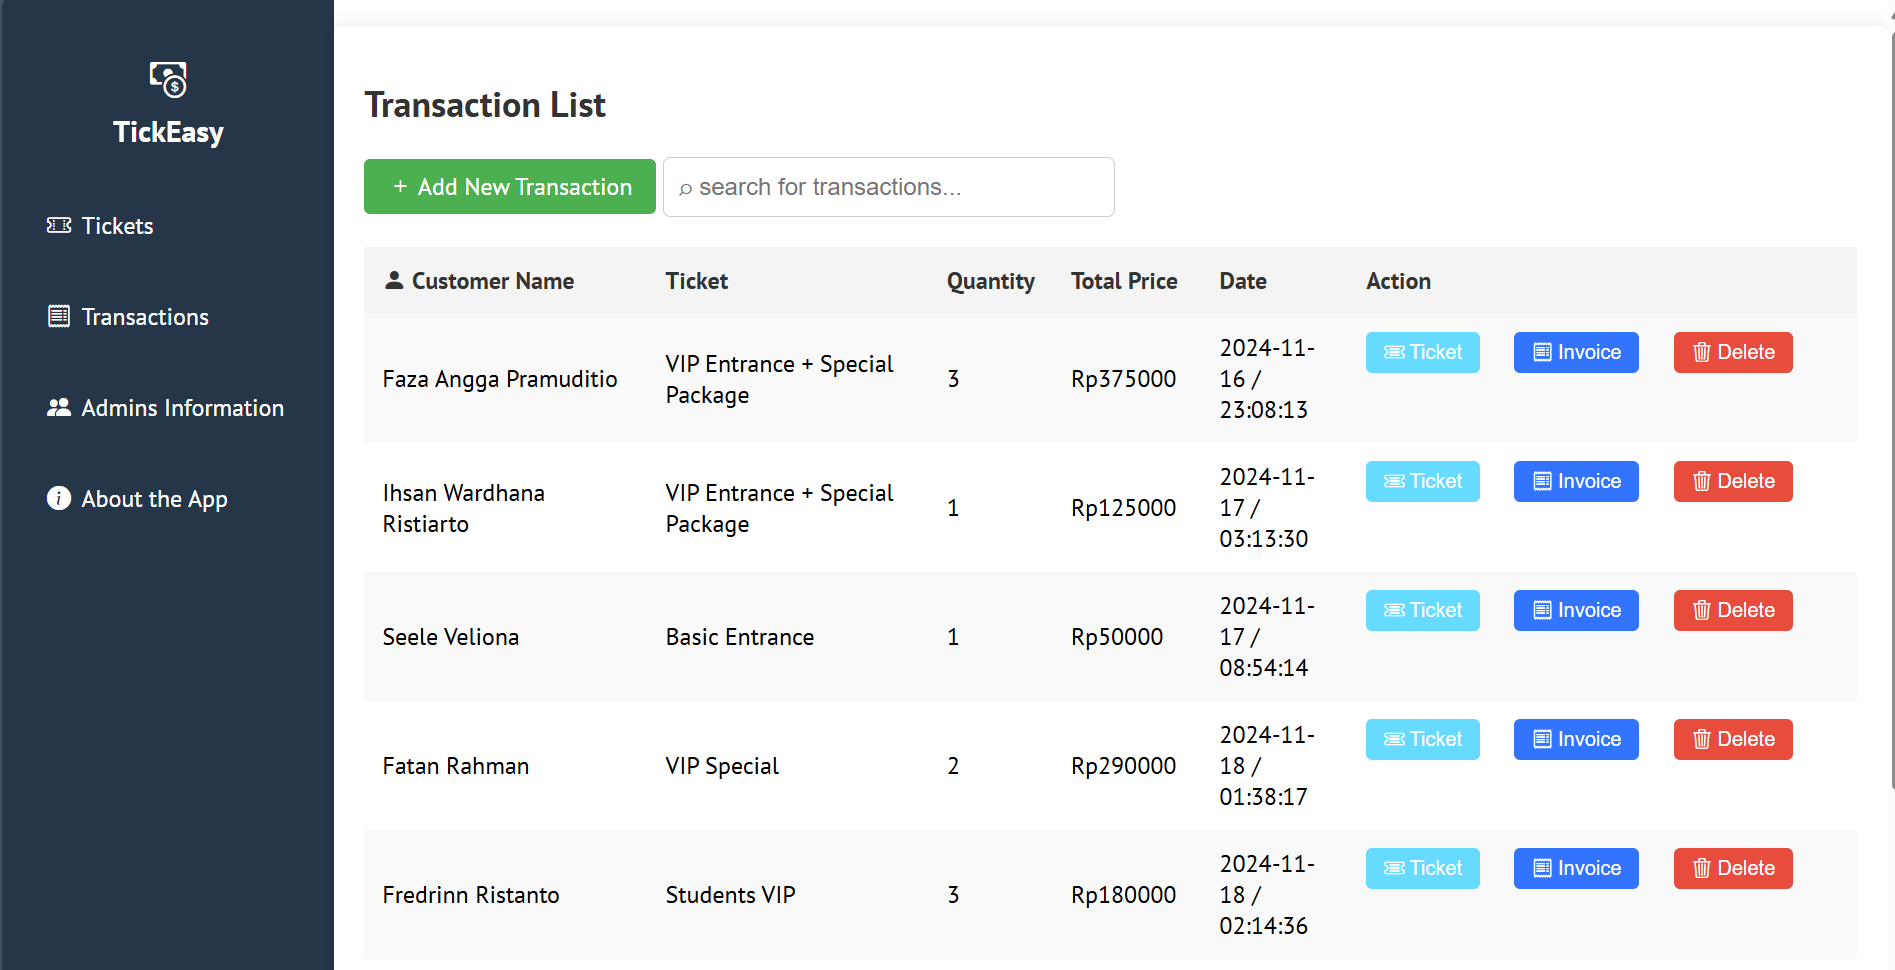 TickEasy
Tickets
Transactions
Admins Information
About the App
Transaction List
+ Add New Transaction
search for transactions...
Customer Name Ticket Quantity Total Price Date Action
Faza Angga Pramuditio VIP Entrance + Special Package 3 Rp375000 2024-11-16 / 23:08:13 Ticket Invoice Delete
Ihsan Wardhana Ristiarto VIP Entrance + Special Package 1 Rp125000 2024-11-17 / 03:13:30 Ticket Invoice Delete
Seele Veliona Basic Entrance 1 Rp50000 2024-11-17 / 08:54:14 Ticket Invoice Delete
Fatan Rahman VIP Special 2 Rp290000 2024-11-18 / 01:38:17 Ticket Invoice Delete
Fredrinn Ristanto Students VIP 3 Rp180000 2024-11-18 / 02:14:36 Ticket Invoice Delete